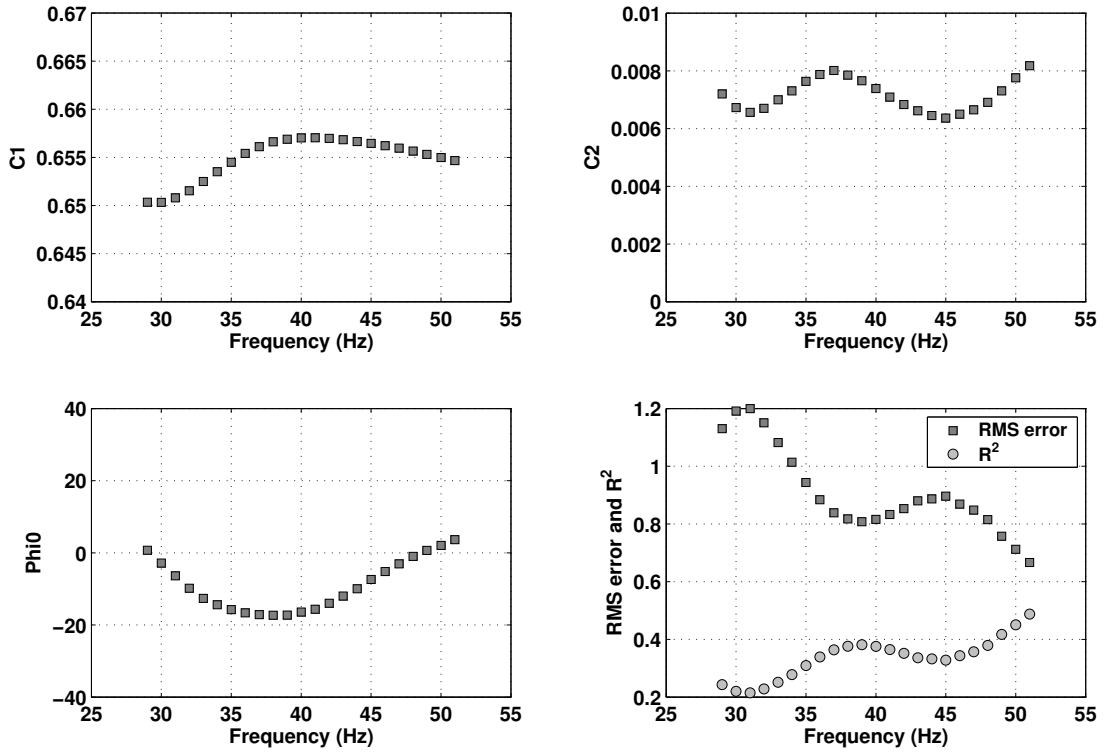 0.67
0.665
0.66
0.655
0.65
0.645
0.64
C1
25 30 35 40 45 50 55
Frequency (Hz)
0.01
0.008
0.006
0.004
0.002
0
C2
25 30 35 40 45 50 55
Frequency (Hz)
40
20
0
−20
−40
Phi0
25 30 35 40 45 50 55
Frequency (Hz)
1.2
1
0.8
0.6
0.4
0.2
RMS error and R²
RMS error
R²
25 30 35 40 45 50 55
Frequency (Hz)